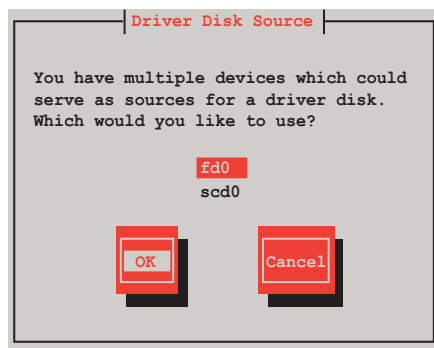 Driver Disk Source
You have multiple devices which could
serve as sources for a driver disk.
Which would you like to use?
fd0
scd0
OK Cancel